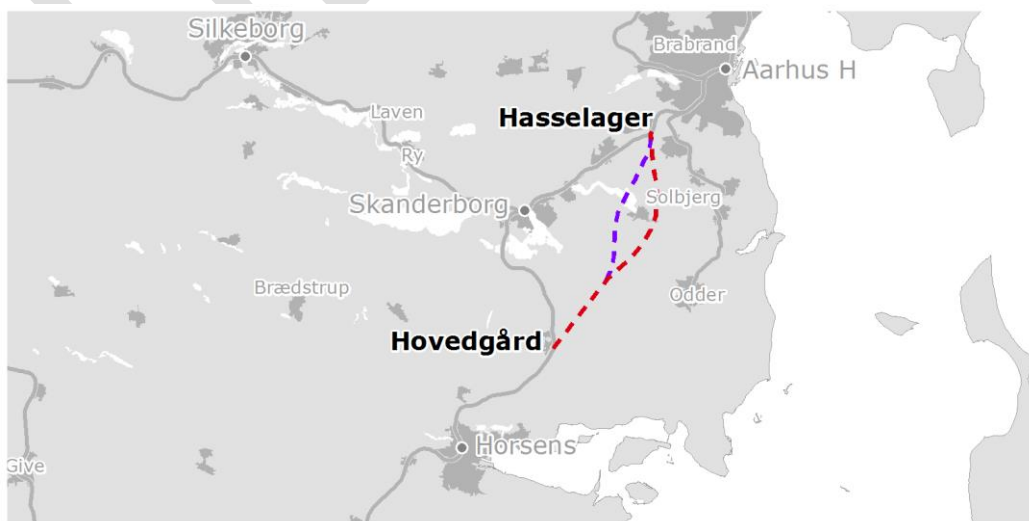 Silkeborg
Brabrand
Aarhus H
Laven
Hasselager
Ry
Skanderborg
Solbjerg
Brædstrup
Odder
Hovedgård
Horsens
Give